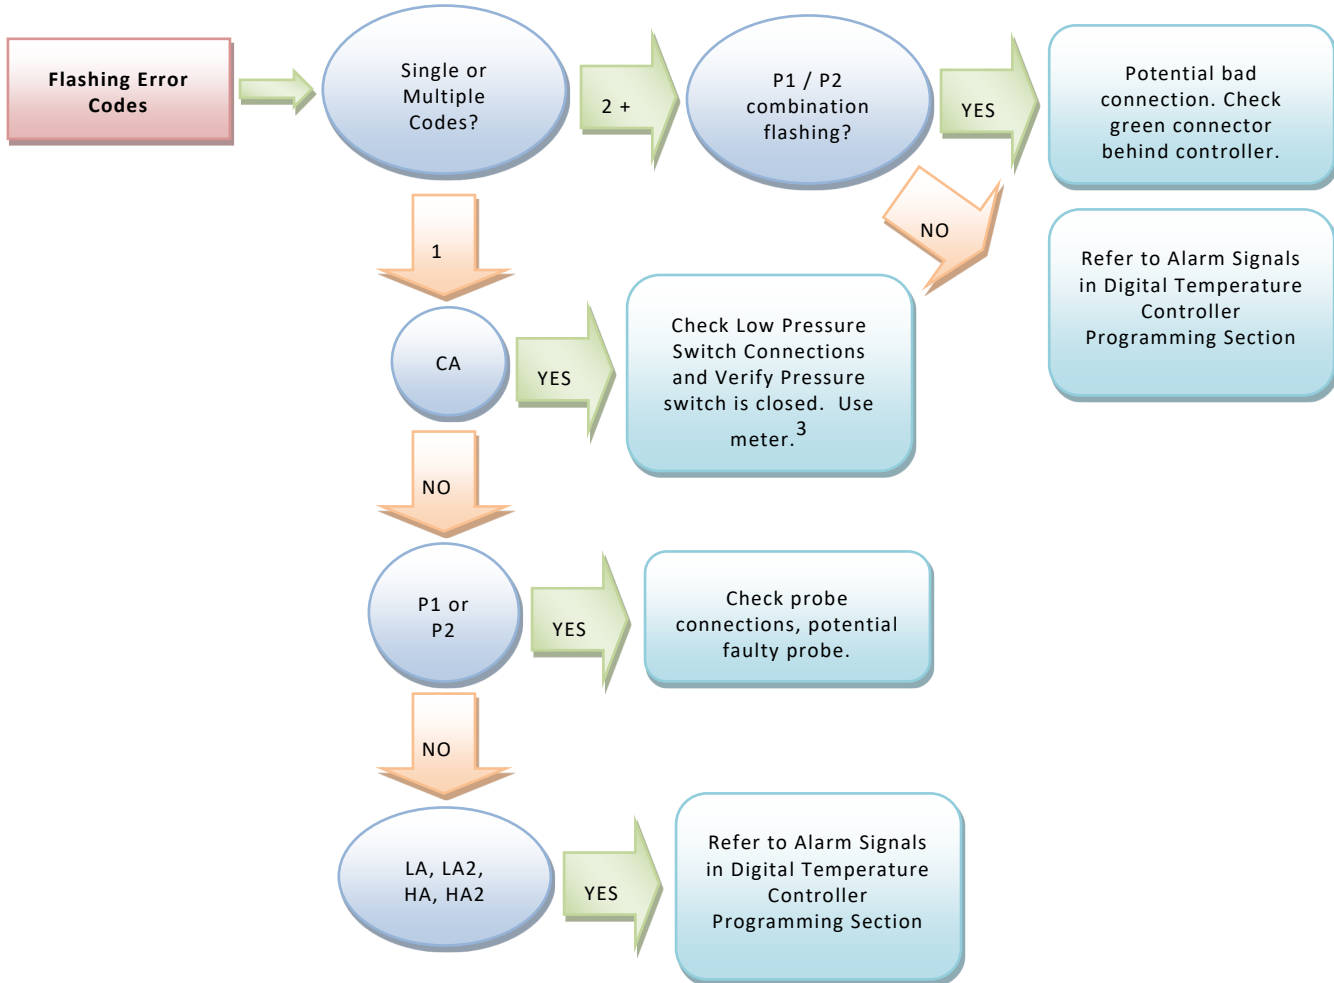 Flashing Error
Codes
Single or
Multiple
Codes?
2 +
P1 / P2
combination
flashing?
YES
Potential bad
connection. Check
green connector
behind controller.
NO
Refer to Alarm Signals
in Digital Temperature
Controller
Programming Section
1
CA
YES
Check Low Pressure
Switch Connections
and Verify Pressure
switch is closed.  Use
meter.3
NO
P1 or
P2
YES
Check probe
connections, potential
faulty probe.
NO
LA, LA2,
HA, HA2
YES
Refer to Alarm Signals
in Digital Temperature
Controller
Programming Section